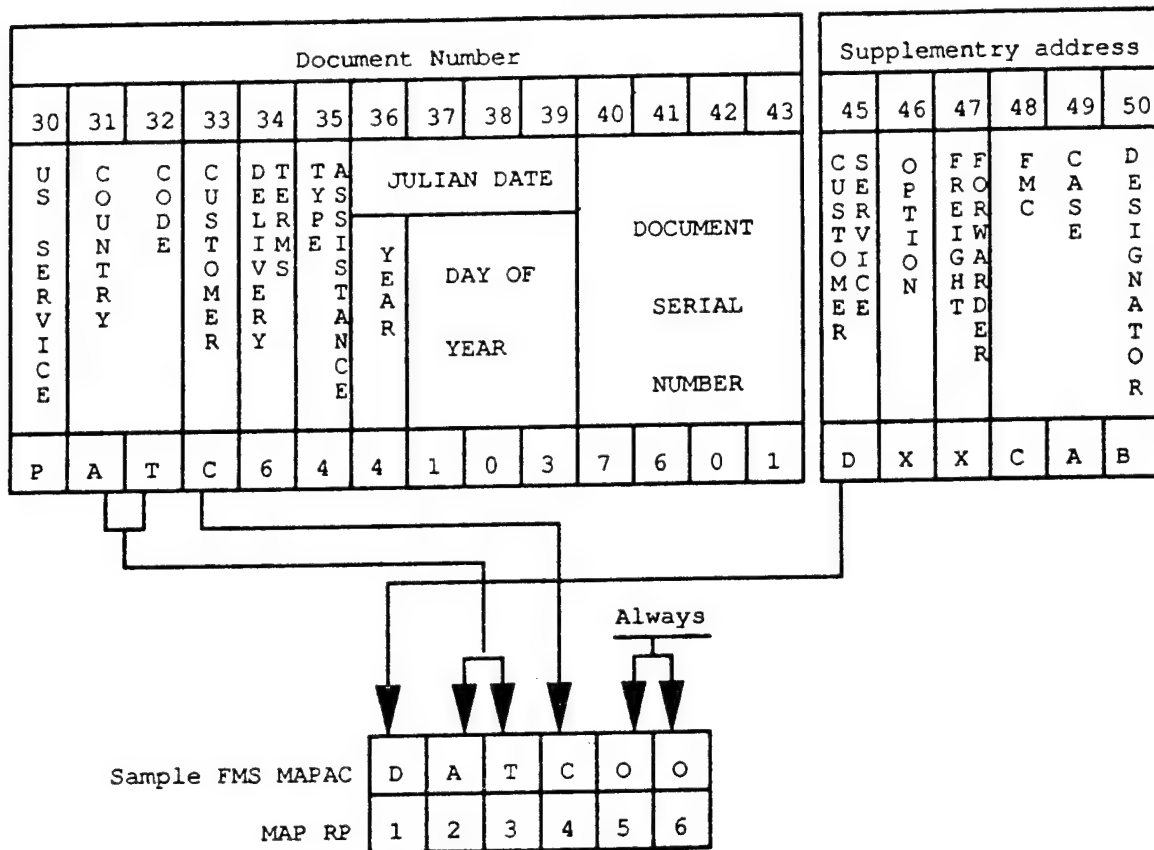 Document Number
Supplementry address
30 31 32 33 34 35 36 37 38 39 40 41 42 43
45 46 47 48 49 50
US SERVICE
COUNTRY CODE
CUSTOMER
DELIVERY TERMS
TYPE ASSISTANCE
JULIAN DATE
YEAR
DAY OF
YEAR
DOCUMENT
SERIAL
NUMBER
CUSTOMER SERVICE
OPTION
FREIGHT FORWARDER
FMC CASE DESIGNATOR
P A T C 6 4 4 1 0 3 7 6 0 1
D X X C A B
Always
Sample FMS MAPAC D A T C O O
MAP RP 1 2 3 4 5 6